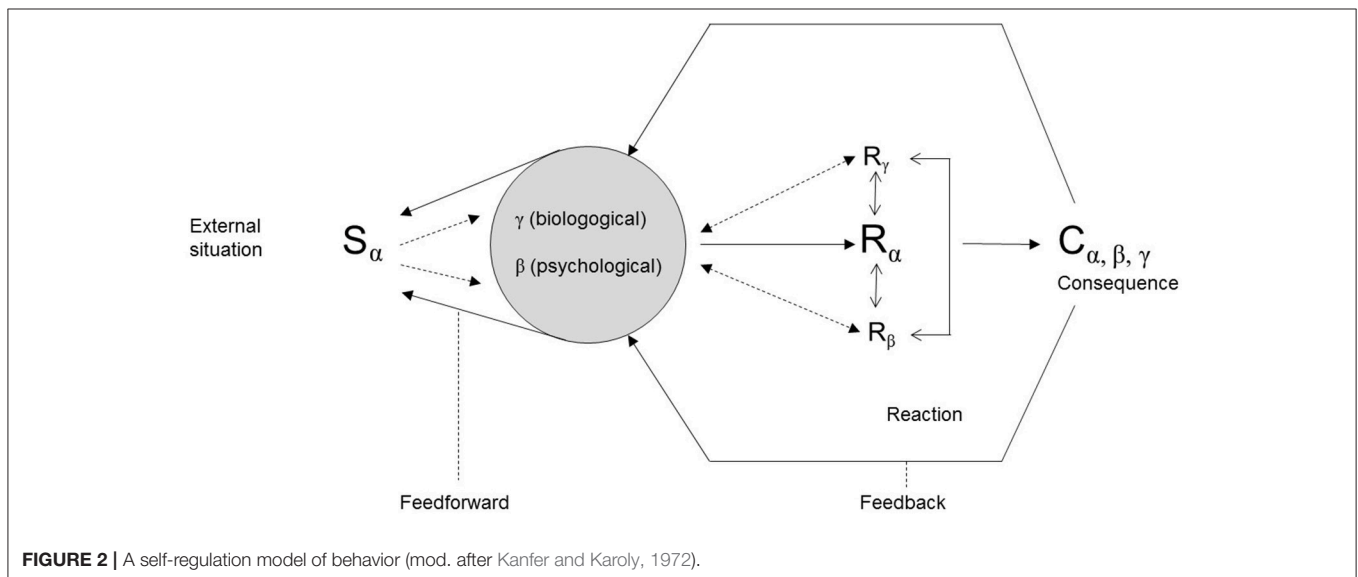 External
situation
Sα
γ (biologogical)
β (psychological)
Rγ
Rα
Rβ
Reaction
Cα, β, γ
Consequence
Feedforward
Feedback
FIGURE 2 | A self-regulation model of behavior (mod. after Kanfer and Karoly, 1972).